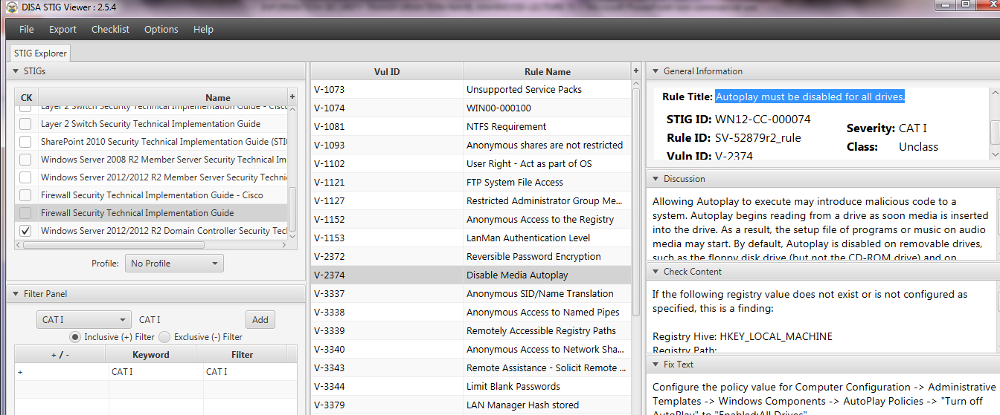 DISA STIG Viewer : 2.5.4
File Export Checklist Options Help
STIG Explorer
STIGs
CK Name +
Layer 2 Switch Security Technical Implementation Guide - Cisco
Layer 2 Switch Security Technical Implementation Guide
SharePoint 2010 Security Technical Implementation Guide (STIG
Windows Server 2008 R2 Member Server Security Technical Im
Windows Server 2012/2012 R2 Member Server Security Techni
Firewall Security Technical Implementation Guide - Cisco
Firewall Security Technical Implementation Guide
Windows Server 2012/2012 R2 Domain Controller Security Tec
Profile: No Profile
Filter Panel
CAT I CAT I Add
Inclusive (+) Filter Exclusive (-) Filter
+ / - Keyword Filter
+ CAT I CAT I
Vul ID Rule Name +
V-1073 Unsupported Service Packs
V-1074 WIN00-000100
V-1081 NTFS Requirement
V-1093 Anonymous shares are not restricted
V-1102 User Right - Act as part of OS
V-1121 FTP System File Access
V-1127 Restricted Administrator Group Me...
V-1152 Anonymous Access to the Registry
V-1153 LanMan Authentication Level
V-2372 Reversible Password Encryption
V-2374 Disable Media Autoplay
V-3337 Anonymous SID/Name Translation
V-3338 Anonymous Access to Named Pipes
V-3339 Remotely Accessible Registry Paths
V-3340 Anonymous Access to Network Sha...
V-3343 Remote Assistance - Solicit Remote ...
V-3344 Limit Blank Passwords
V-3379 LAN Manager Hash stored
General Information
Rule Title: Autoplay must be disabled for all drives.
STIG ID: WN12-CC-000074
Rule ID: SV-52879r2_rule
Vuln ID: V-2374
Severity: CAT I
Class: Unclass
Discussion
Allowing Autoplay to execute may introduce malicious code to a
system. Autoplay begins reading from a drive as soon media is inserted
into the drive. As a result, the setup file of programs or music on audio
media may start. By default, Autoplay is disabled on removable drives,
such as the floppy disk drive (but not the CD-ROM drive) and on
Check Content
If the following registry value does not exist or is not configured as
specified, this is a finding:
Registry Hive: HKEY_LOCAL_MACHINE
Registry Path:
Fix Text
Configure the policy value for Computer Configuration -> Administrative
Templates -> Windows Components -> AutoPlay Policies -> "Turn off
AutoPlay" to "Enabled:All Drives".